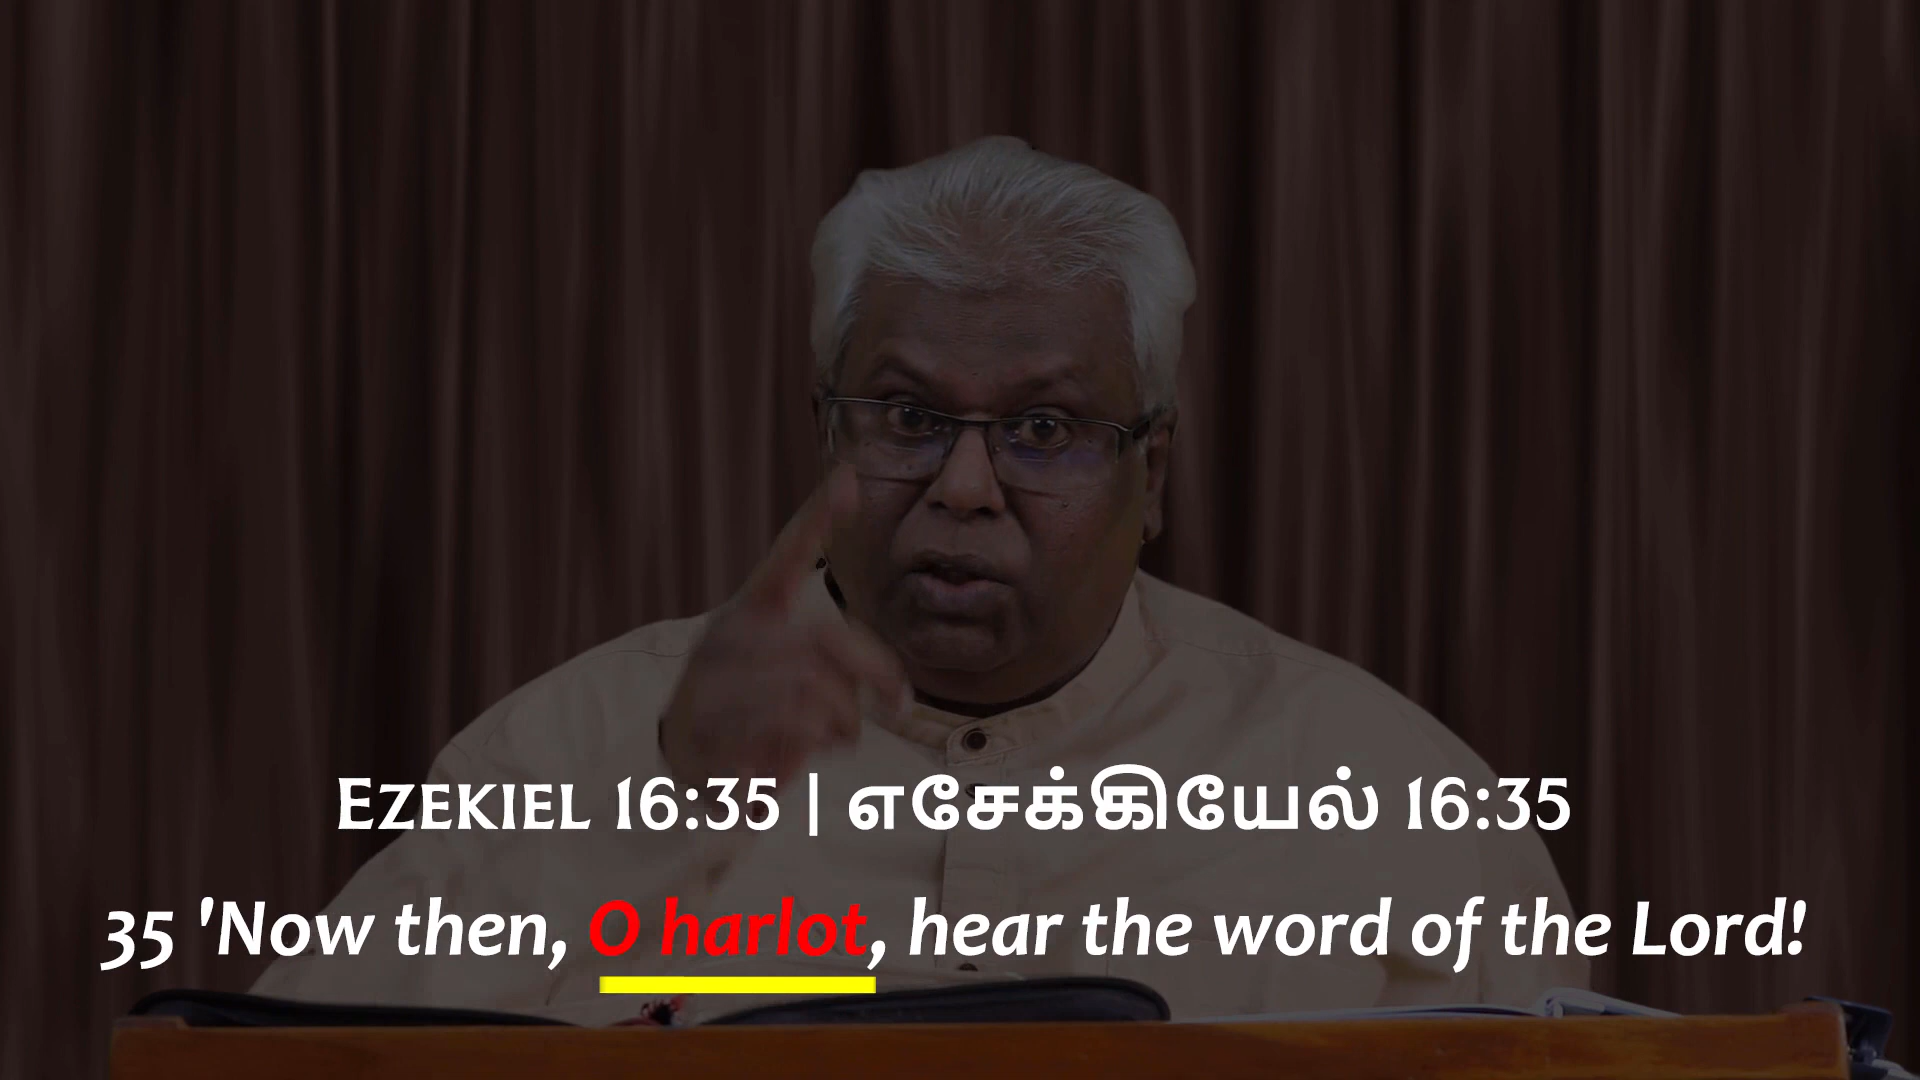 EZEKIEL 16:35 | எசேக்கியேல் 16:35
35 'Now then, O harlot, hear the word of the Lord!